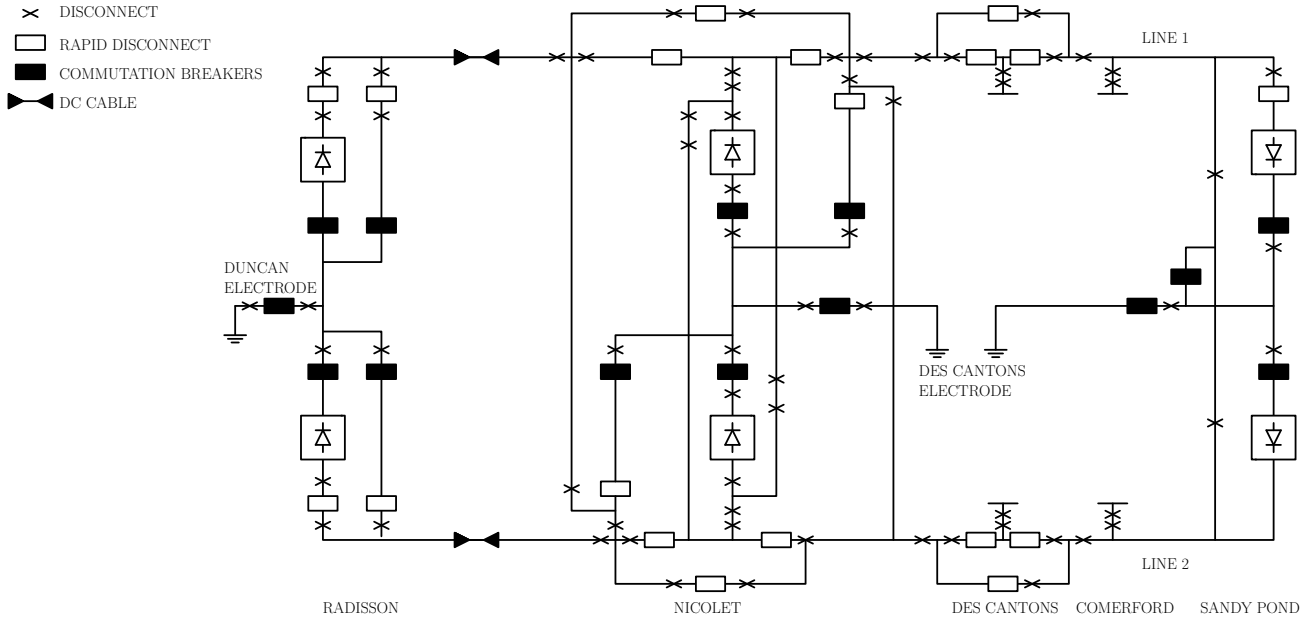 DISCONNECT
RAPID DISCONNECT
COMMUTATION BREAKERS
DC CABLE
LINE 1
DUNCAN
ELECTRODE
DES CANTONS
ELECTRODE
LINE 2
RADISSON
NICOLET
DES CANTONS
COMERFORD
SANDY POND